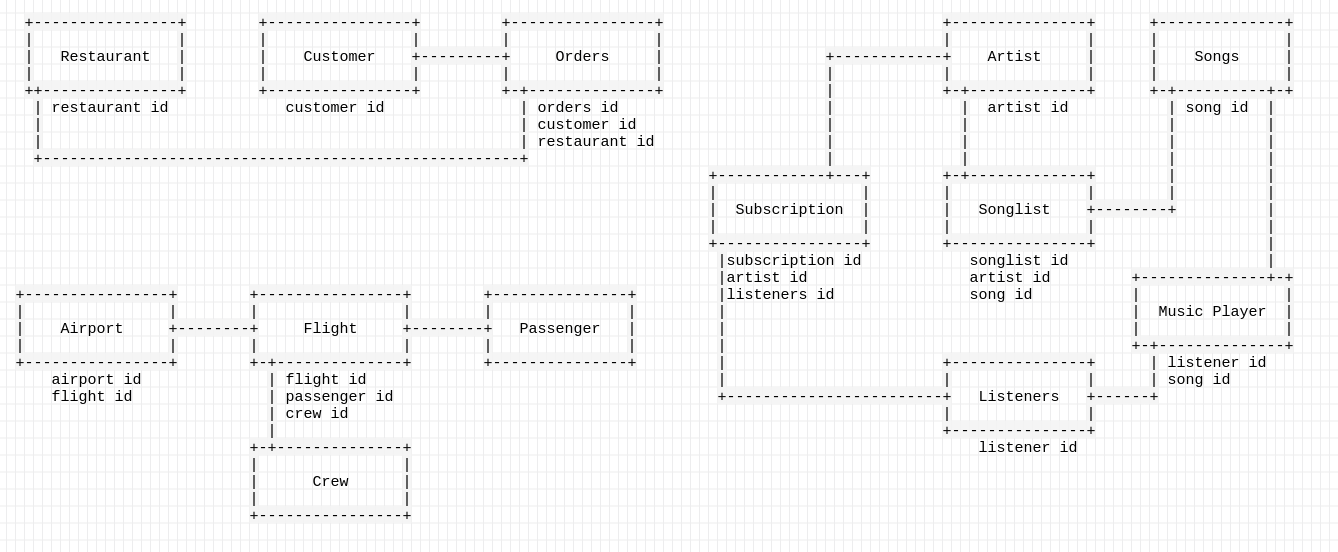 Restaurant
restaurant id
Customer
customer id
Orders
orders id
customer id
restaurant id
Artist
artist id
Songs
song id
Subscription
subscription id
artist id
listeners id
Songlist
songlist id
artist id
song id
Music Player
listener id
song id
Listeners
listener id
Airport
airport id
flight id
Flight
flight id
passenger id
crew id
Passenger
Crew